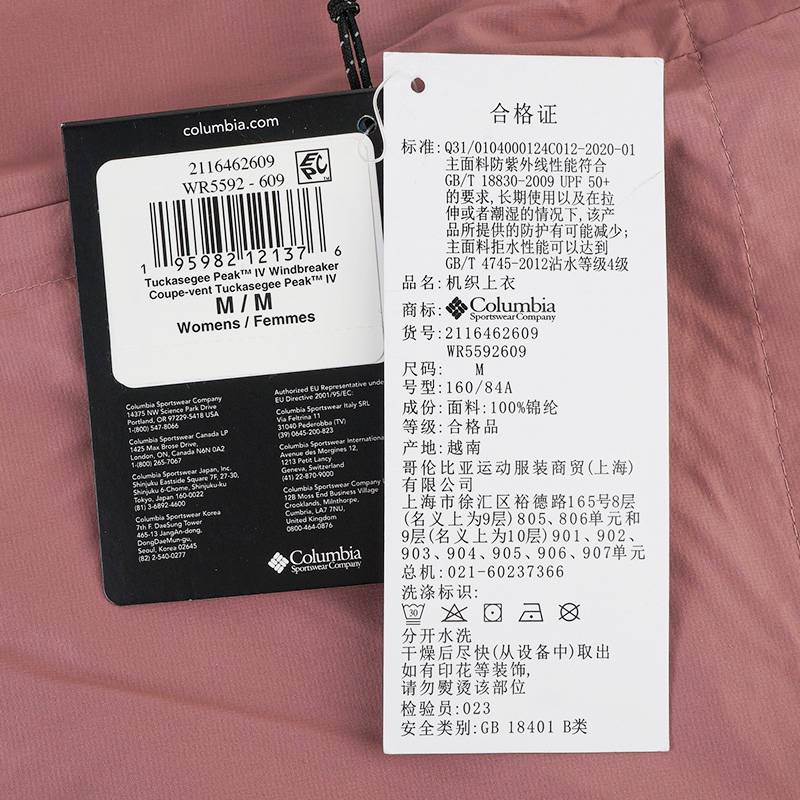 columbia.com
2116462609
WR5592 - 609
EPC
1 95982 12137 6
Tuckasegee Peak™ IV Windbreaker
Coupe-vent Tuckasegee Peak™ IV
M / M
Womens / Femmes
Columbia Sportswear Company
14375 NW Science Park Drive
Portland, OR 97229-5418 USA
1-(800) 547-8066
Columbia Sportswear Canada LP
1425 Max Brose Drive,
London, ON, Canada N6N 0A2
1-(800) 265-7067
Columbia Sportswear Japan, Inc.
Shinjuku Eastside Square 7F, 27-30,
Shinjuku 6-Chome, Shinjuku-ku
Tokyo, Japan 160-0022
(81) 3-6892-4600
Columbia Sportswear Korea
7th F. DaeSung Tower
465-13 JangAn-dong,
DongDaeMun-gu,
Seoul, Korea 02645
(82) 2-540-0277
Authorized EU Representative under
EU Directive 2001/95/EC:
Columbia Sportswear Italy SRL
Via Feltrina 11
31040 Pederobba (TV)
(39) 0645-200-823
Columbia Sportswear International
Avenue des Morgines 12,
1213 Petit Lancy
Geneva, Switzerland
(41) 22-870-9000
Columbia Sportswear Company
12B Moss End Business Village
Crooklands, Milnthorpe,
Cumbria, LA7 7NU,
United Kingdom
0800-464-0876
Columbia
Sportswear Company
合格证
标准: Q31/0104000124C012-2020-01
主面料防紫外线性能符合
GB/T 18830-2009 UPF 50+
的要求,长期使用以及在拉
伸或者潮湿的情况下,该产
品所提供的防护有可能减少;
主面料拒水性能可以达到
GB/T 4745-2012沾水等级4级
品名:机织上衣
商标: Columbia
Sportswear Company
货号:2116462609
WR5592609
尺码: M
号型:160/84A
成份: 面料:100%锦纶
等级:合格品
产地:越南
哥伦比亚运动服装商贸(上海)
有限公司
上海市徐汇区裕德路165号8层
(名义上为9层)805、806单元和
9层(名义上为10层)901、902、
903、904、905、906、907单元
总机:021-60237366
洗涤标识:
30
分开水洗
干燥后尽快(从设备中)取出
如有印花等装饰,
请勿熨烫该部位
检验员:023
安全类别:GB 18401 B类